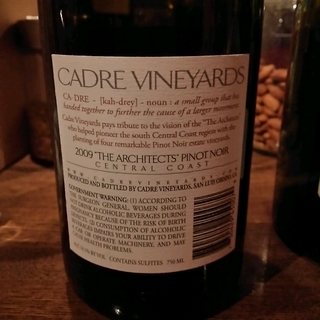 CADRE VINEYARDS
CA·DRE - [kah-drey] - noun : a small group that has
banded together to further the cause of a larger movement.
Cadre Vineyards pays tribute to the vision of the "The Architects"
who helped pioneer the south Central Coast region with the
planting of four remarkable Pinot Noir estate vineyards.
2009 'THE ARCHITECTS' PINOT NOIR
CENTRAL COAST
PRODUCED AND BOTTLED BY CADRE VINEYARDS, SAN LUIS OBISPO,
GOVERNMENT WARNING: (1) ACCORDING TO
THE SURGEON GENERAL, WOMEN SHOULD
NOT DRINK ALCOHOLIC BEVERAGES DURING
PREGNANCY BECAUSE OF THE RISK OF BIRTH
DEFECTS. (2) CONSUMPTION OF ALCOHOLIC
BEVERAGES IMPAIRS YOUR ABILITY TO DRIVE
A CAR OR OPERATE MACHINERY, AND MAY
CAUSE HEALTH PROBLEMS.
CONTAINS SULFITES 750 ML